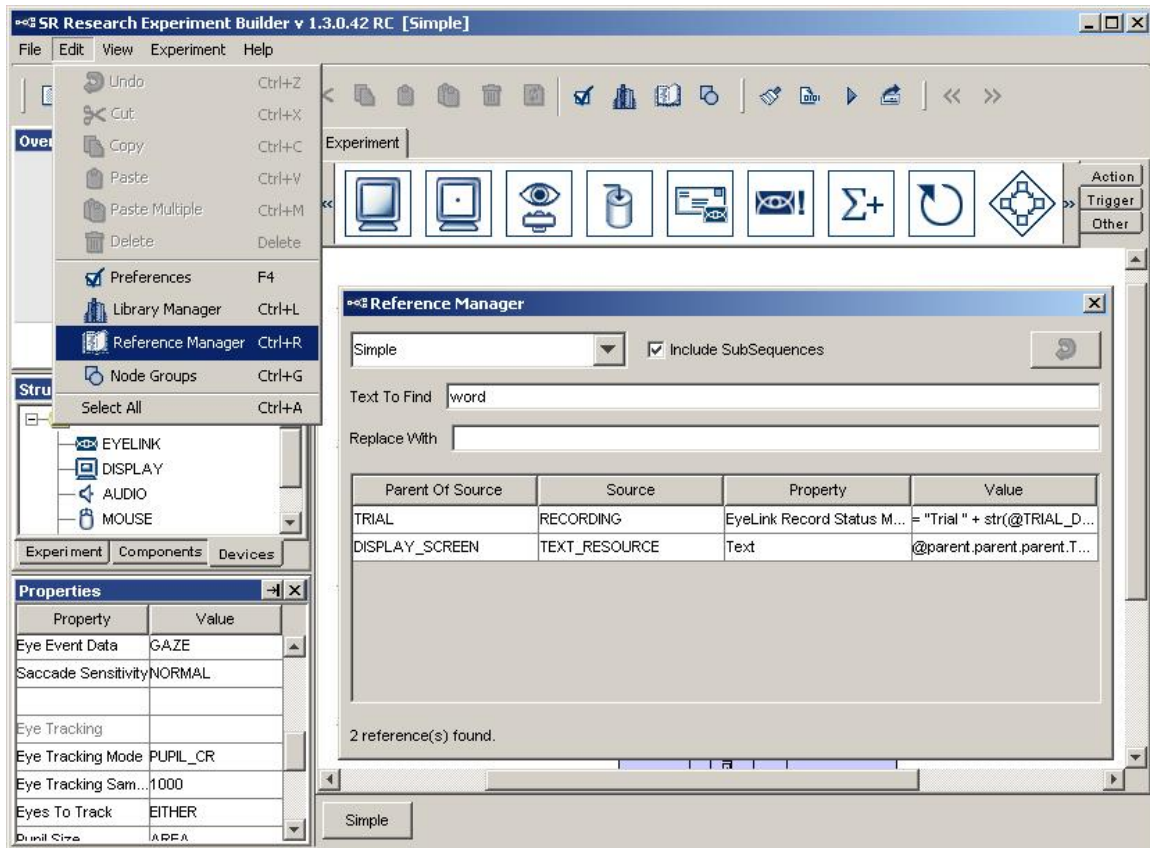 SR Research Experiment Builder v 1.3.0.42 RC [Simple]
File Edit View Experiment Help
Undo Ctrl+Z
Cut Ctrl+X
Copy Ctrl+C
Paste Ctrl+V
Paste Multiple Ctrl+M
Delete Delete
Preferences F4
Library Manager Ctrl+L
Reference Manager Ctrl+R
Node Groups Ctrl+G
Select All Ctrl+A
Over
Experiment
Action
Trigger
Other
Reference Manager
Simple Include SubSequences
Text To Find word
Replace With
Parent Of Source Source Property Value
TRIAL RECORDING EyeLink Record Status M... = "Trial " + str(@TRIAL_D...
DISPLAY_SCREEN TEXT_RESOURCE Text @parent.parent.parent.T...
2 reference(s) found.
Stru
EYELINK
DISPLAY
AUDIO
MOUSE
Experiment Components Devices
Properties
Property Value
Eye Event Data GAZE
Saccade Sensitivity NORMAL
Eye Tracking
Eye Tracking Mode PUPIL_CR
Eye Tracking Sam... 1000
Eyes To Track EITHER
Pupil Size AREA
Simple